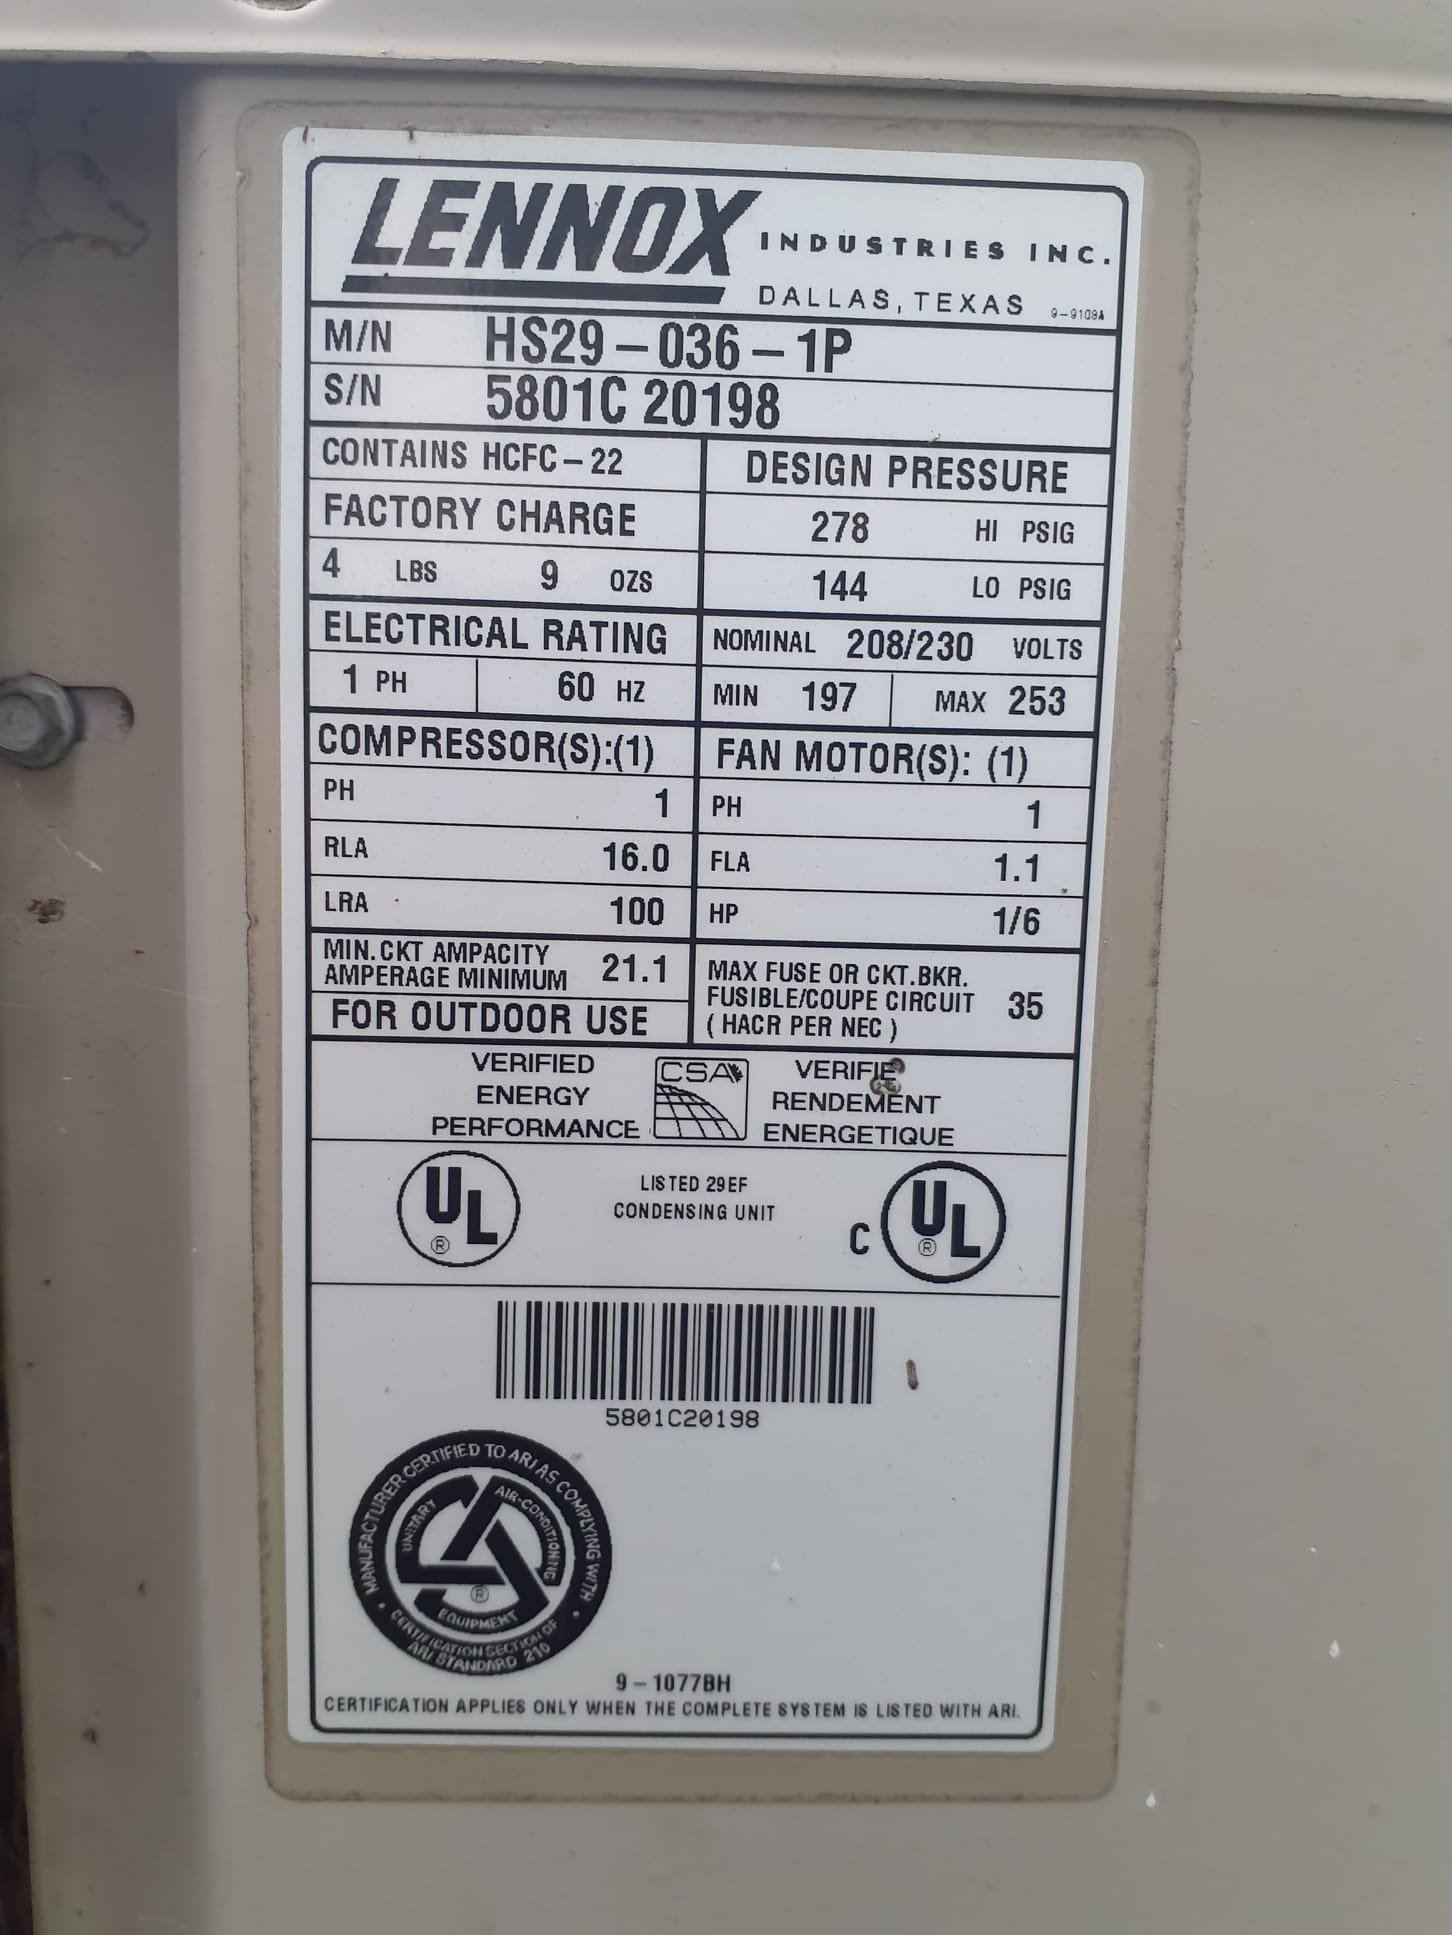 LENNOX INDUSTRIES INC.
DALLAS, TEXAS 9-9109A
M/N HS29-036-1P
S/N 5801C 20198
CONTAINS HCFC-22
DESIGN PRESSURE
FACTORY CHARGE
278 HI PSIG
4 LBS 9 OZS
144 LO PSIG
ELECTRICAL RATING
NOMINAL 208/230 VOLTS
1 PH 60 HZ
MIN 197 MAX 253
COMPRESSOR(S):(1)
FAN MOTOR(S): (1)
PH 1
PH 1
RLA 16.0
FLA 1.1
LRA 100
HP 1/6
MIN.CKT AMPACITY
AMPERAGE MINIMUM 21.1
MAX FUSE OR CKT.BKR.
FUSIBLE/COUPE CIRCUIT 35
(HACR PER NEC)
FOR OUTDOOR USE
VERIFIED
ENERGY
PERFORMANCE
CSA
VERIFIE
RENDEMENT
ENERGETIQUE
UL ®
LISTED 29EF
CONDENSING UNIT
C UL ®
5801C20198
MANUFACTURER CERTIFIED TO ARI AS COMPLYING WITH
• CERTIFICATION SECTION OF •
ARI STANDARD 210
UNITARY
AIR-CONDITIONING
EQUIPMENT
®
9-1077BH
CERTIFICATION APPLIES ONLY WHEN THE COMPLETE SYSTEM IS LISTED WITH ARI.